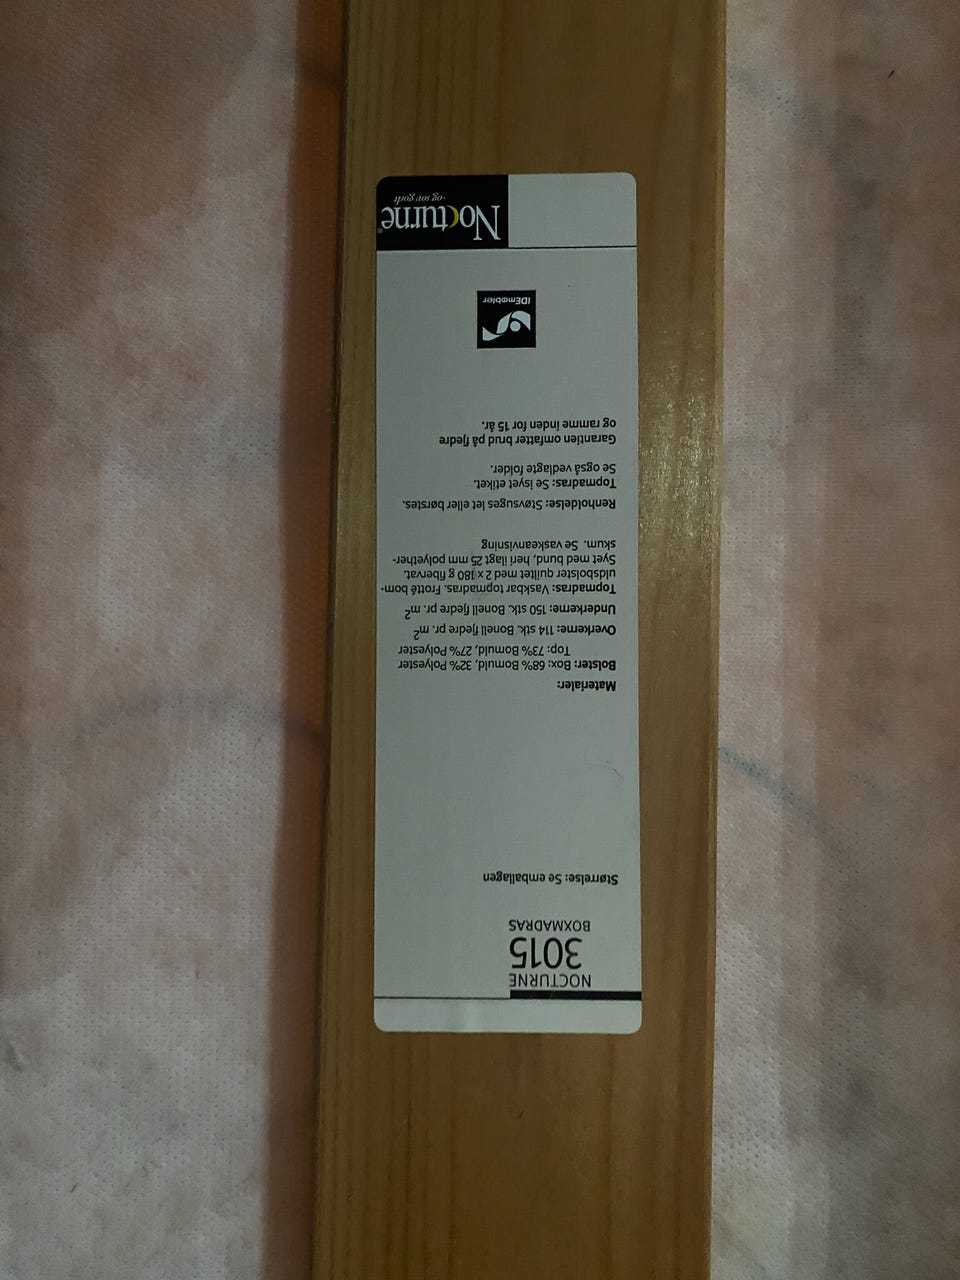 NOCTURNE
3015
BOXMADRAS
Størrelse: Se emballagen
Materialer:
Bolster: Box: 68% Bomuld, 32% Polyester
Top: 73% Bomuld, 27% Polyester
Overkerne: 114 stk. Bonell fjedre pr. m²
Underkerne: 150 stk. Bonell fjedre pr. m²
Topmadras: Vaskbar topmadras. Frotté bom-
uldsbolster quiltet med 2 x 180 g fibervat.
Syet med bund, heri ilagt 25 mm polyether-
skum. Se vaskeanvisning
Renholdelse: Støvsuges let eller børstes.
Topmadras: Se isyet etiket.
Se også vedlagte folder.
Garantien omfatter brud på fjedre
og ramme inden for 15 år.
IDEmøbler
Nocturne®
-og sov godt